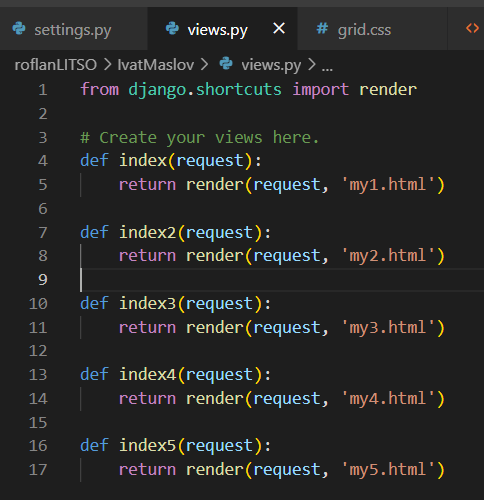 settings.py views.py × # grid.css <>
roflanLITSO > IvatMaslov > views.py > ...
1 from django.shortcuts import render
2
3 # Create your views here.
4 def index(request):
5     return render(request, 'my1.html')
6
7 def index2(request):
8     return render(request, 'my2.html')
9
10 def index3(request):
11     return render(request, 'my3.html')
12
13 def index4(request):
14     return render(request, 'my4.html')
15
16 def index5(request):
17     return render(request, 'my5.html')